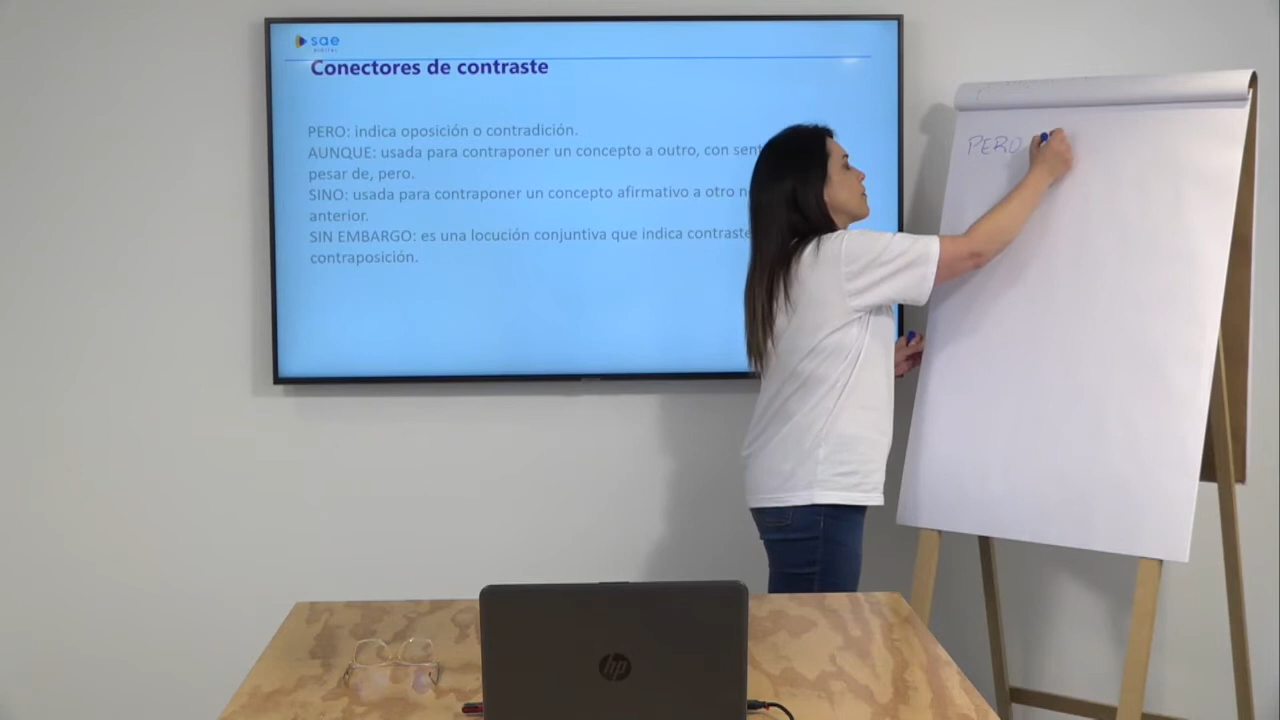 sae
DIGITAL
Conectores de contraste
PERO: indica oposición o contradición.
AUNQUE: usada para contraponer un concepto a outro, con sent
pesar de, pero.
SINO: usada para contraponer un concepto afirmativo a otro n
anterior.
SIN EMBARGO: es una locución conjuntiva que indica contraste
contraposición.
PERO
hp